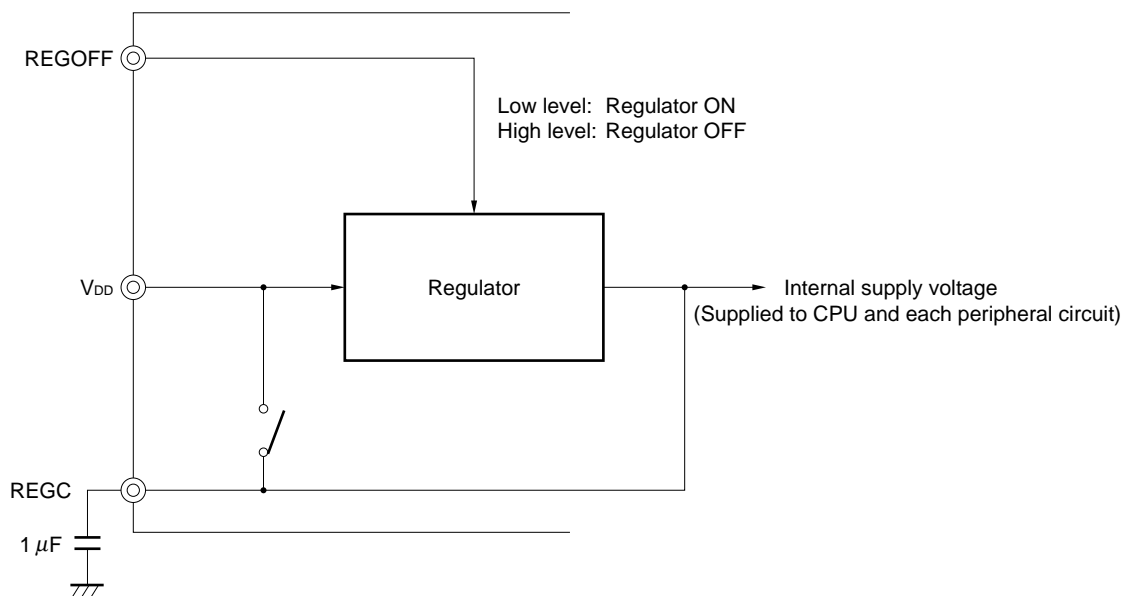 REGOFF
Low level: Regulator ON
High level: Regulator OFF
VDD
Regulator
Internal supply voltage
(Supplied to CPU and each peripheral circuit)
REGC
1 μF